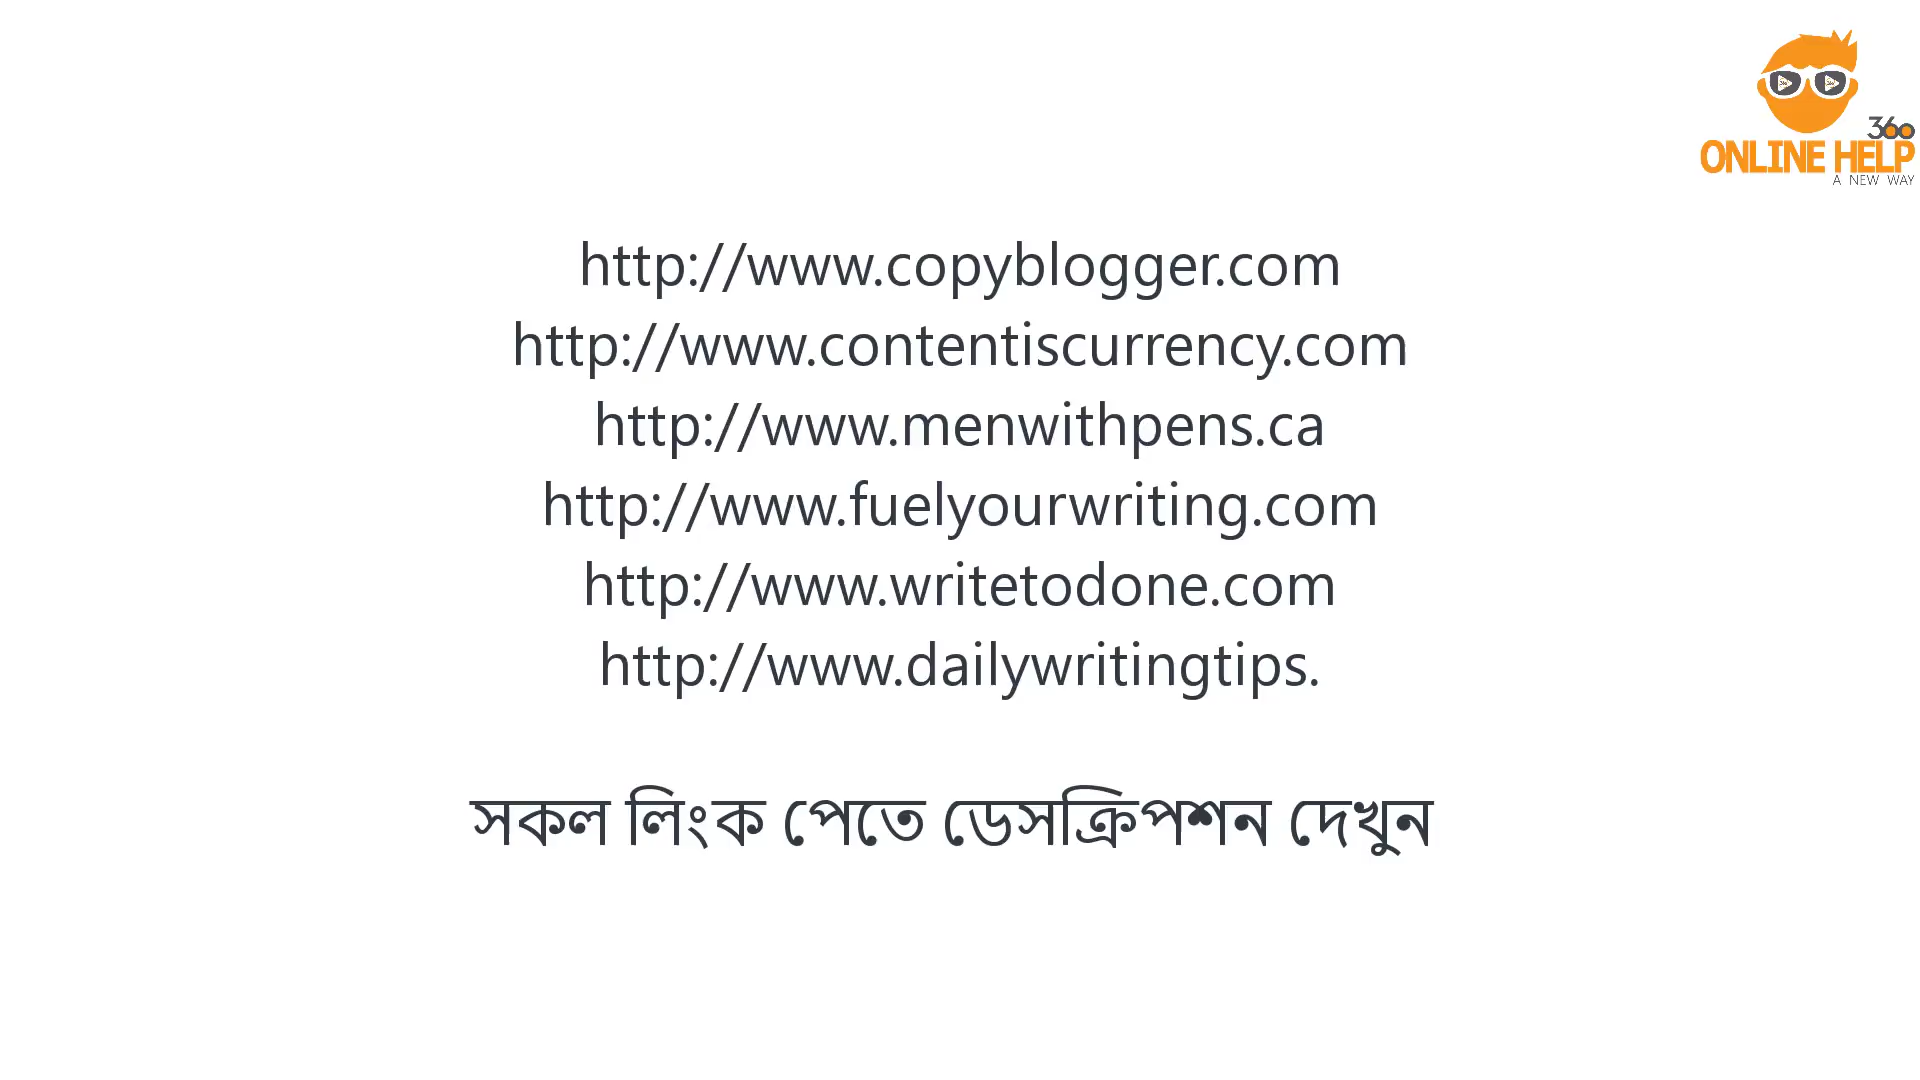 360
ONLINE HELP
A NEW WAY
http://www.copyblogger.com
http://www.contentiscurrency.com
http://www.menwithpens.ca
http://www.fuelyourwriting.com
http://www.writetodone.com
http://www.dailywritingtips.
সকল লিংক পেতে ডেসক্রিপশন দেখুন